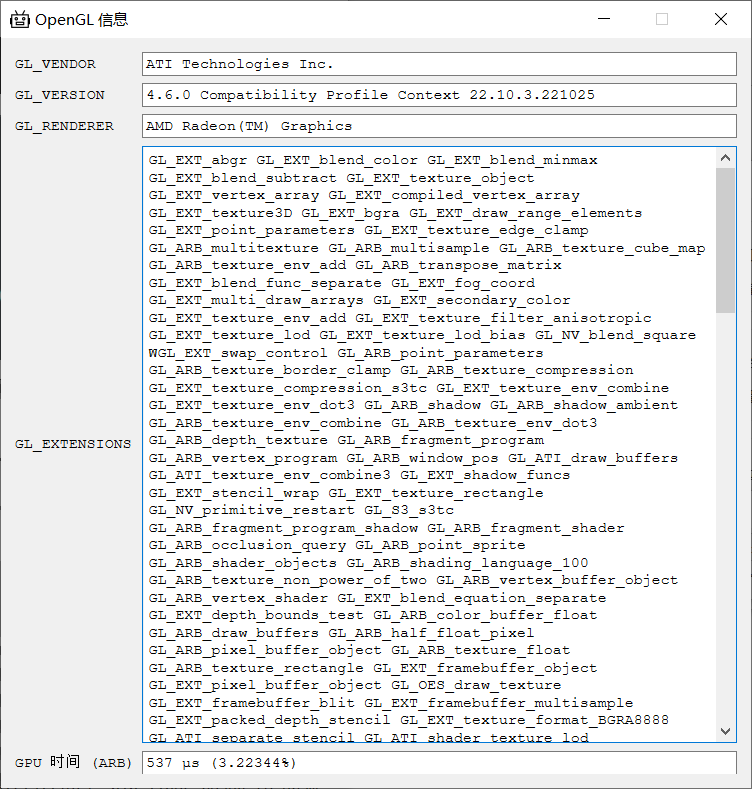 OpenGL 信息
GL_VENDOR
ATI Technologies Inc.
GL_VERSION
4.6.0 Compatibility Profile Context 22.10.3.221025
GL_RENDERER
AMD Radeon(TM) Graphics
GL_EXTENSIONS
GL_EXT_abgr GL_EXT_blend_color GL_EXT_blend_minmax
GL_EXT_blend_subtract GL_EXT_texture_object
GL_EXT_vertex_array GL_EXT_compiled_vertex_array
GL_EXT_texture3D GL_EXT_bgra GL_EXT_draw_range_elements
GL_EXT_point_parameters GL_EXT_texture_edge_clamp
GL_ARB_multitexture GL_ARB_multisample GL_ARB_texture_cube_map
GL_ARB_texture_env_add GL_ARB_transpose_matrix
GL_EXT_blend_func_separate GL_EXT_fog_coord
GL_EXT_multi_draw_arrays GL_EXT_secondary_color
GL_EXT_texture_env_add GL_EXT_texture_filter_anisotropic
GL_EXT_texture_lod GL_EXT_texture_lod_bias GL_NV_blend_square
WGL_EXT_swap_control GL_ARB_point_parameters
GL_ARB_texture_border_clamp GL_ARB_texture_compression
GL_EXT_texture_compression_s3tc GL_EXT_texture_env_combine
GL_EXT_texture_env_dot3 GL_ARB_shadow GL_ARB_shadow_ambient
GL_ARB_texture_env_combine GL_ARB_texture_env_dot3
GL_ARB_depth_texture GL_ARB_fragment_program
GL_ARB_vertex_program GL_ARB_window_pos GL_ATI_draw_buffers
GL_ATI_texture_env_combine3 GL_EXT_shadow_funcs
GL_EXT_stencil_wrap GL_EXT_texture_rectangle
GL_NV_primitive_restart GL_S3_s3tc
GL_ARB_fragment_program_shadow GL_ARB_fragment_shader
GL_ARB_occlusion_query GL_ARB_point_sprite
GL_ARB_shader_objects GL_ARB_shading_language_100
GL_ARB_texture_non_power_of_two GL_ARB_vertex_buffer_object
GL_ARB_vertex_shader GL_EXT_blend_equation_separate
GL_EXT_depth_bounds_test GL_ARB_color_buffer_float
GL_ARB_draw_buffers GL_ARB_half_float_pixel
GL_ARB_pixel_buffer_object GL_ARB_texture_float
GL_ARB_texture_rectangle GL_EXT_framebuffer_object
GL_EXT_pixel_buffer_object GL_OES_draw_texture
GL_EXT_framebuffer_blit GL_EXT_framebuffer_multisample
GL_EXT_packed_depth_stencil GL_EXT_texture_format_BGRA8888
GL_ATI_separate_stencil GL_ATI_shader_texture_lod
GPU 时间 (ARB)
537 µs (3.22344%)